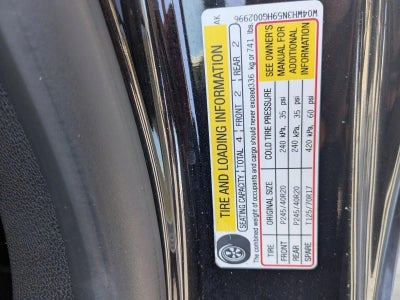 W04WH3N59HG002996
AK
TIRE AND LOADING INFORMATION
SEATING CAPACITY TOTAL 4 FRONT 2 REAR 2
The combined weight of occupants and cargo should never exceed 336 kg or 741 lbs.
TIRE ORIGINAL SIZE COLD TIRE PRESSURE
FRONT P245/40R20 240 kPa, 35 psi
REAR P245/40R20 240 kPa, 35 psi
SPARE T125/70R17 420 kPa, 60 psi
SEE OWNER'S
MANUAL FOR
ADDITIONAL
INFORMATION